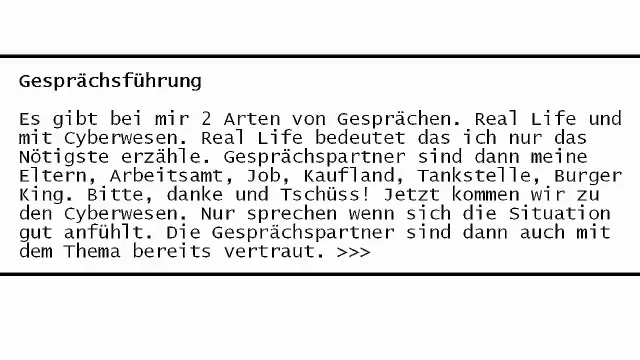 Gesprächsführung
Es gibt bei mir 2 Arten von Gesprächen. Real Life und
mit Cyberwesen. Real Life bedeutet das ich nur das
Nötigste erzähle. Gesprächspartner sind dann meine
Eltern, Arbeitsamt, Job, Kaufland, Tankstelle, Burger
King. Bitte, danke und Tschüss! Jetzt kommen wir zu
den Cyberwesen. Nur sprechen wenn sich die Situation
gut anfühlt. Die Gesprächspartner sind dann auch mit
dem Thema bereits vertraut. >>>